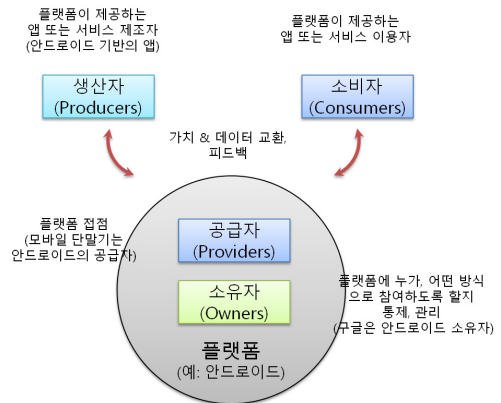 플랫폼이 제공하는
앱 또는 서비스 제조자
(안드로이드 기반의 앱)
플랫폼이 제공하는
앱 또는 서비스 이용자
생산자
(Producers)
소비자
(Consumers)
가치 & 데이터 교환,
피드백
플랫폼 접점
(모바일 단말기는
안드로이드의 공급자)
공급자
(Providers)
소유자
(Owners)
플랫폼에 누가, 어떤 방식
으로 참여하도록 할지
통제, 관리
(구글은 안드로이드 소유자)
플랫폼
(예: 안드로이드)